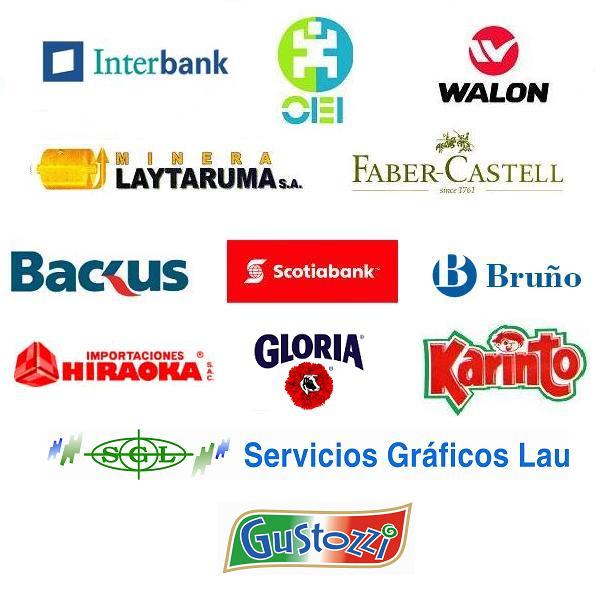 Interbank
OEI
WALON
MINERA
LAYTARUMA S.A.
FABER-CASTELL
since 1761
Backus
Scotiabank™
B Bruño
IMPORTACIONES ®
HIRAOKA S.A.C.
GLORIA®
Karinto
SGL Servicios Gráficos Lau
Gustozzi